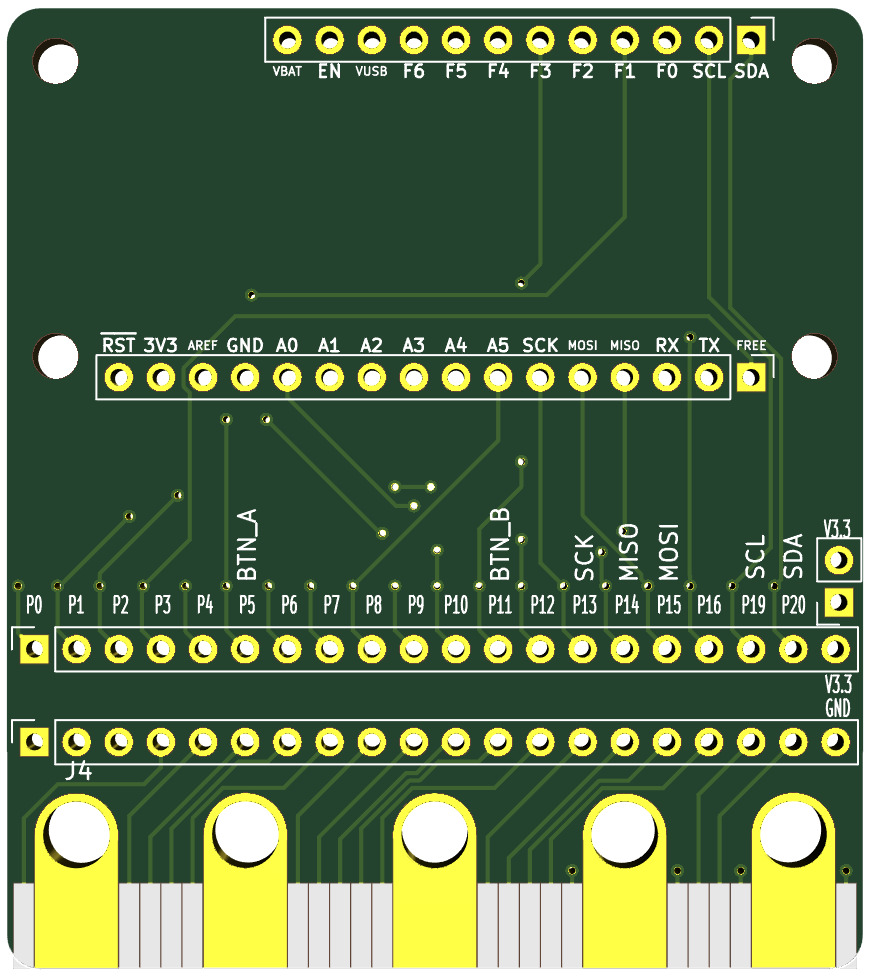 VBAT EN VUSB F6 F5 F4 F3 F2 F1 F0 SCL SDA
RST 3V3 AREF GND A0 A1 A2 A3 A4 A5 SCK MOSI MISO RX TX FREE
BTN_A BTN_B SCK MISO MOSI SCL SDA V3.3
P0 P1 P2 P3 P4 P5 P6 P7 P8 P9 P10 P11 P12 P13 P14 P15 P16 P19 P20
V3.3
GND
J4